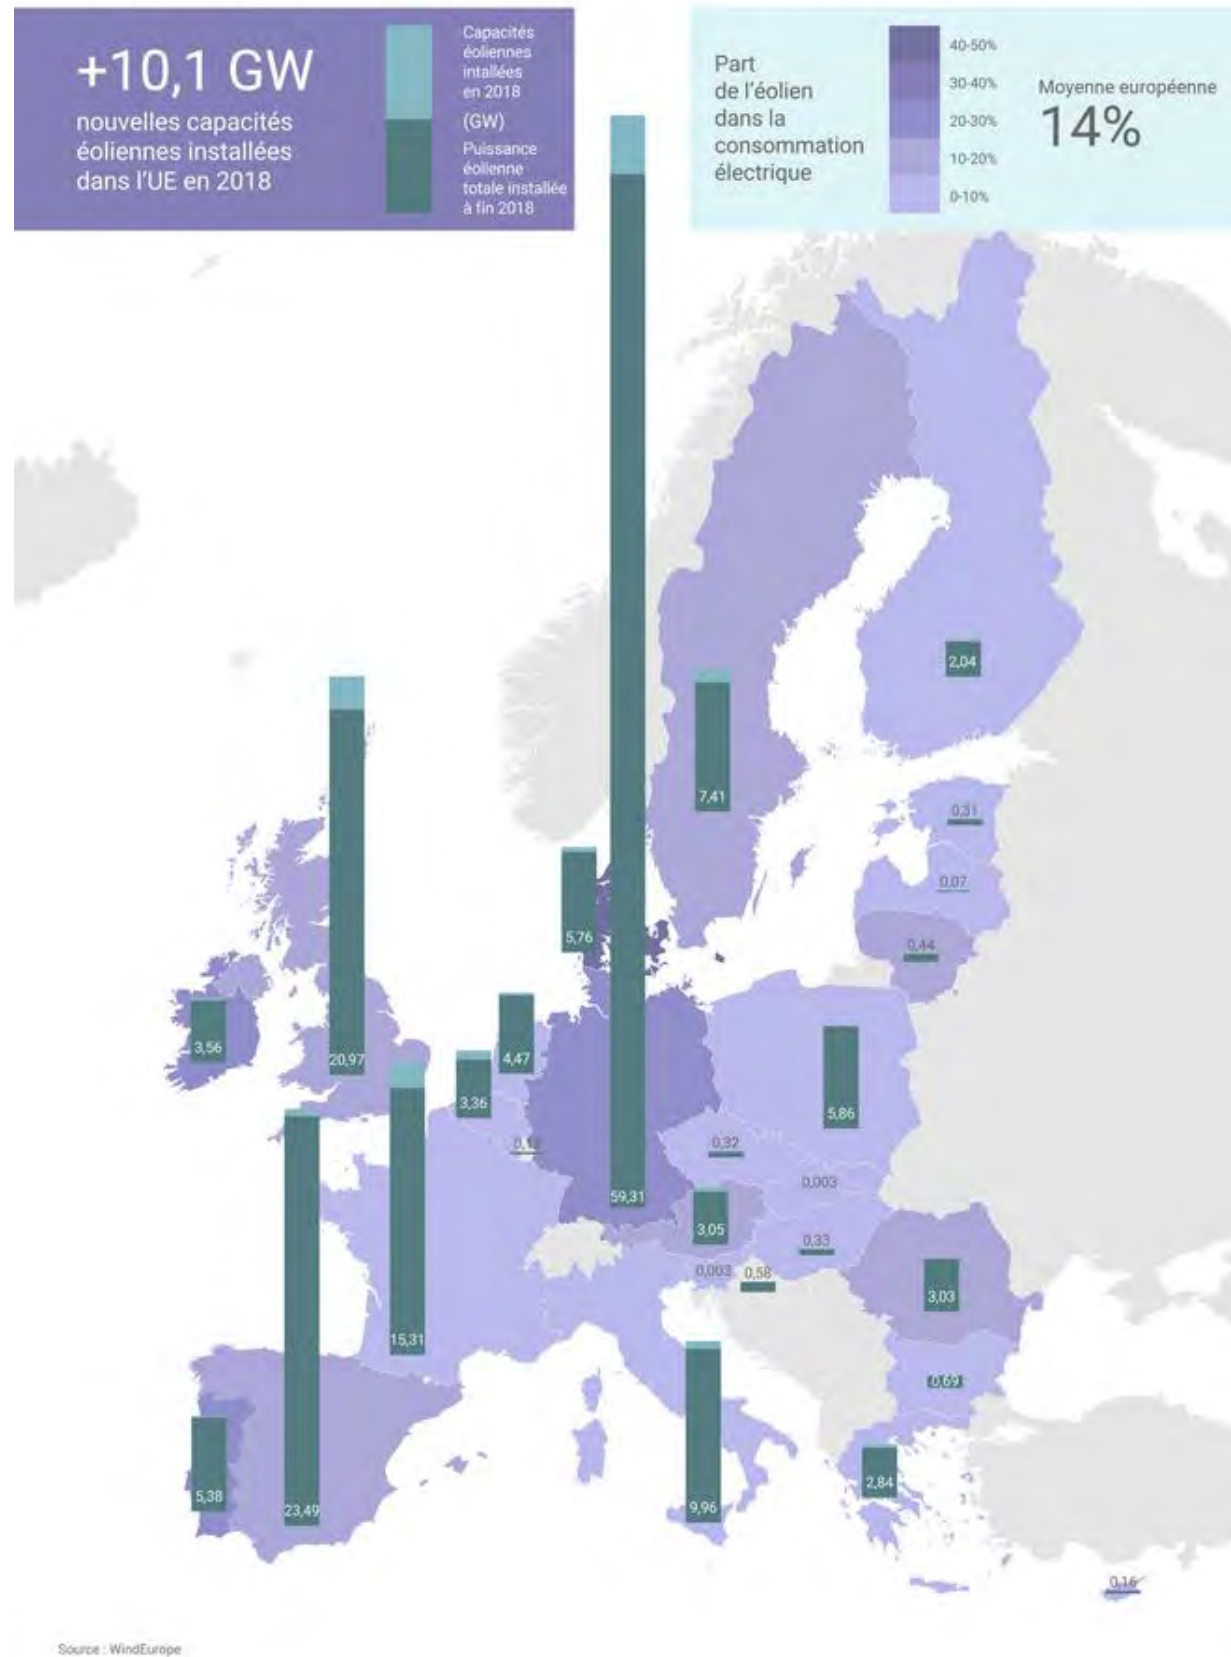 +10,1 GW
nouvelles capacités
éoliennes installées
dans l'UE en 2018
Capacités
éoliennes
intallées
en 2018
(GW)
Puissance
éolienne
totale installée
à fin 2018
Part
de l'éolien
dans la
consommation
électrique
40-50%
30-40%
20-30%
10-20%
0-10%
Moyenne européenne
14%
2,04
7,41
0,31
0,07
0,44
5,76
3,56
20,97
4,47
3,36
5,86
0,32
0,003
59,31
3,05
0,33
0,003
0,58
3,03
15,31
0,69
5,38
23,49
9,96
2,84
0,16
Source : WindEurope